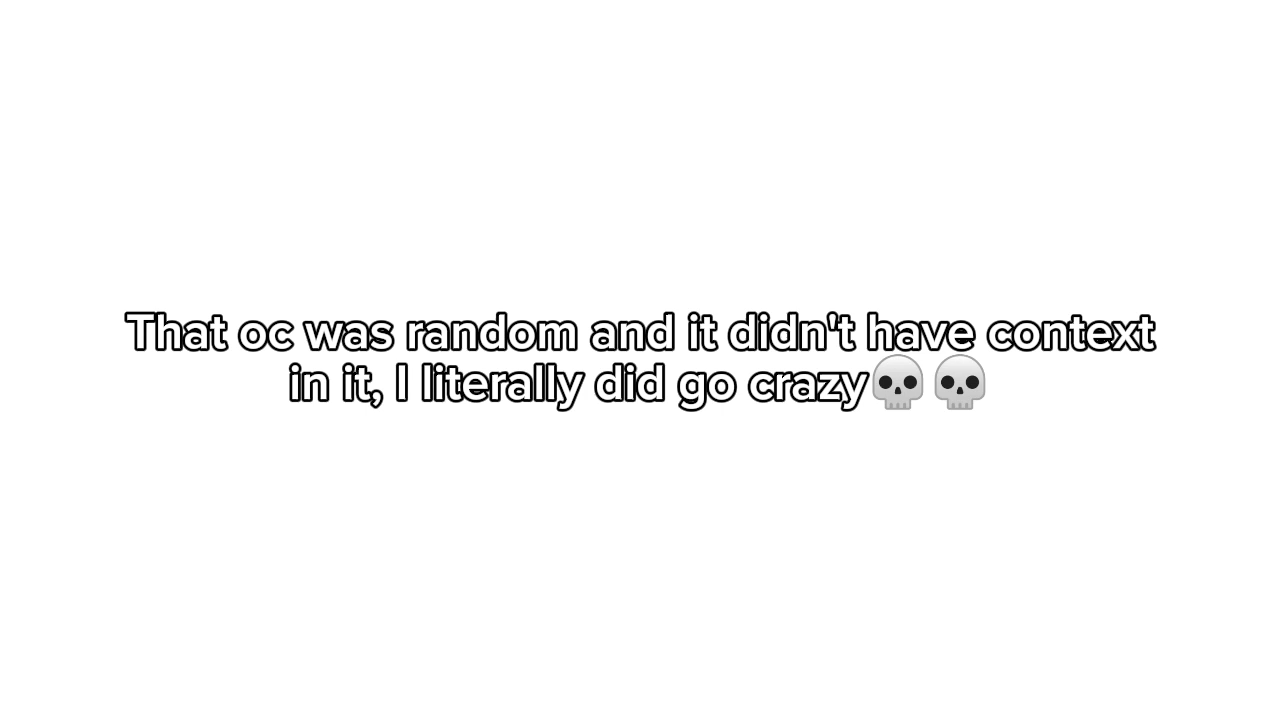 That oc was random and it didn't have context
in it, I literally did go crazy💀💀